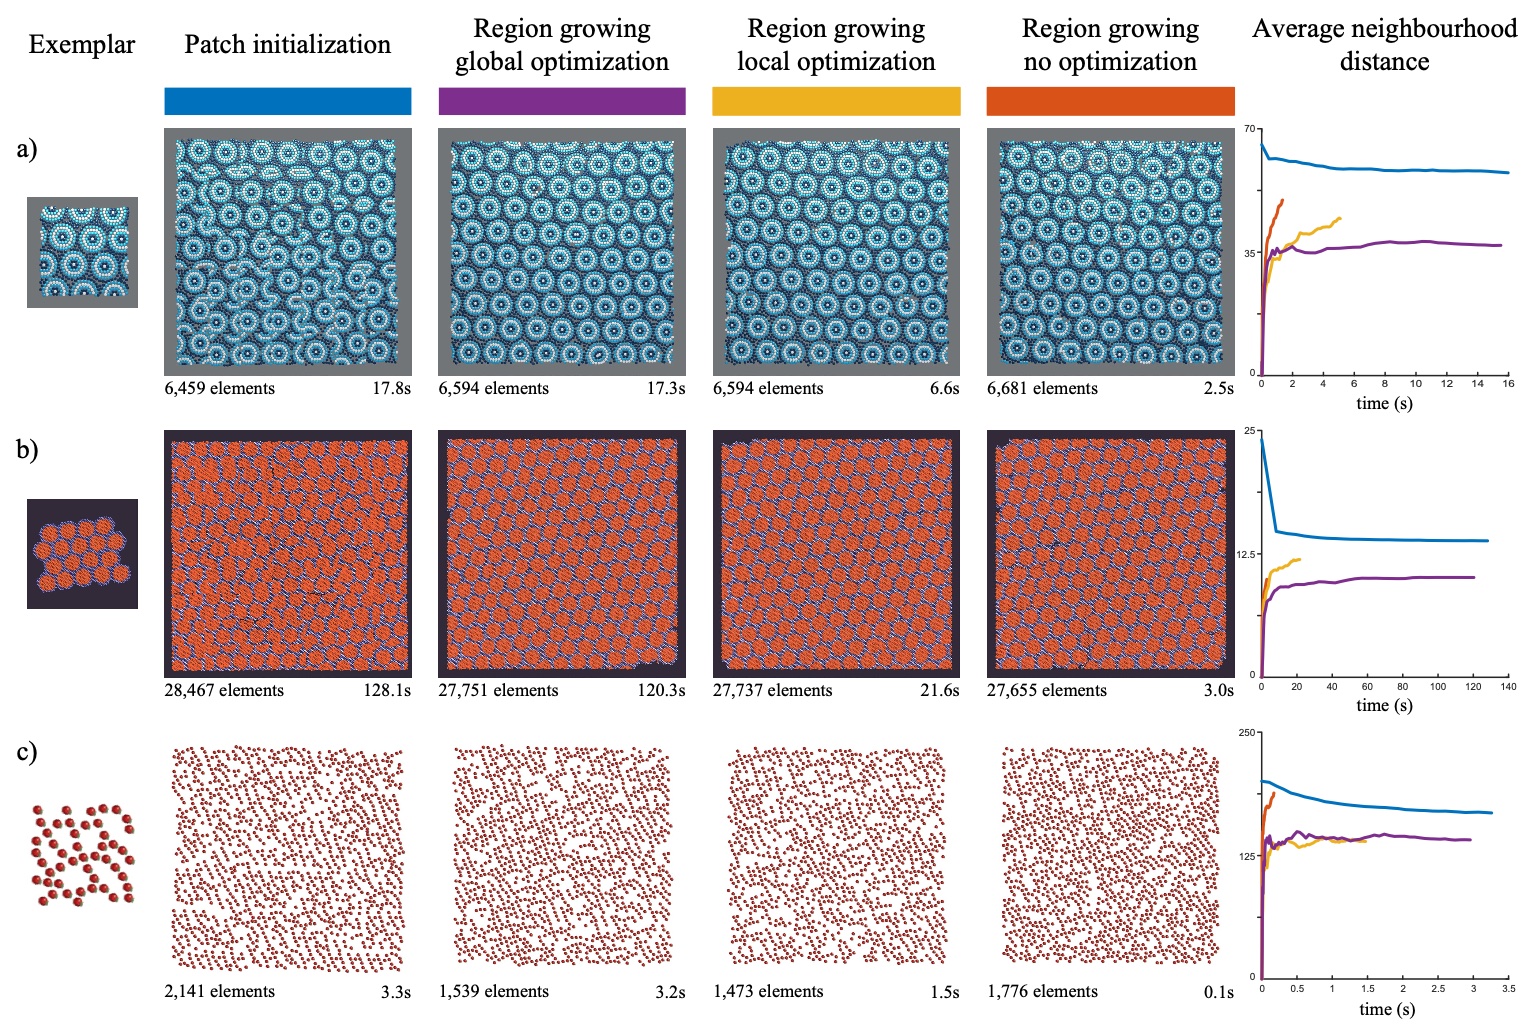 Exemplar
Patch initialization
Region growing
global optimization
Region growing
local optimization
Region growing
no optimization
Average neighbourhood
distance
a)
6,459 elements 17.8s
6,594 elements 17.3s
6,594 elements 6.6s
6,681 elements 2.5s
70
35
0
0 2 4 6 8 10 12 14 16
time (s)
b)
28,467 elements 128.1s
27,751 elements 120.3s
27,737 elements 21.6s
27,655 elements 3.0s
25
12.5
0
0 20 40 60 80 100 120 140
time (s)
c)
2,141 elements 3.3s
1,539 elements 3.2s
1,473 elements 1.5s
1,776 elements 0.1s
250
125
0
0 0.5 1 1.5 2 2.5 3 3.5
time (s)